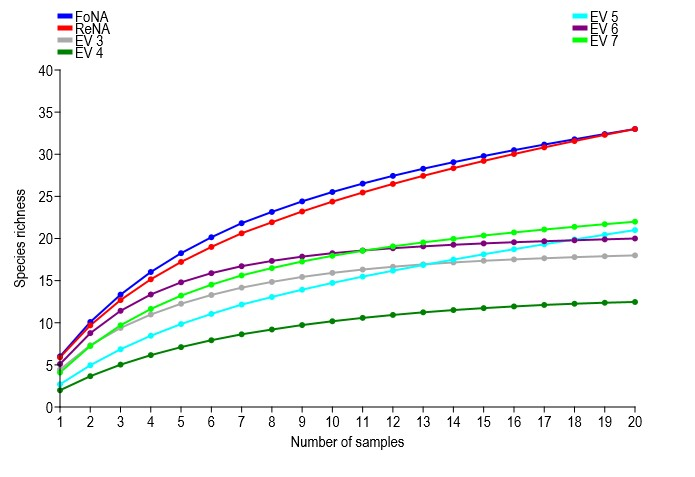 FoNA
ReNA
EV 3
EV 4
EV 5
EV 6
EV 7
40
35
30
25
20
15
10
5
0
Species richness
1 2 3 4 5 6 7 8 9 10 11 12 13 14 15 16 17 18 19 20
Number of samples